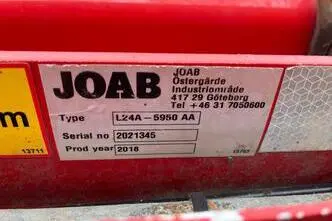 JOAB
JOAB
Östergärde
Industriområde
417 29 Göteborg
Tel +46 31 7050600
Type L24A-5950 AA
Serial no 2021345
Prod year 2016
m
13711